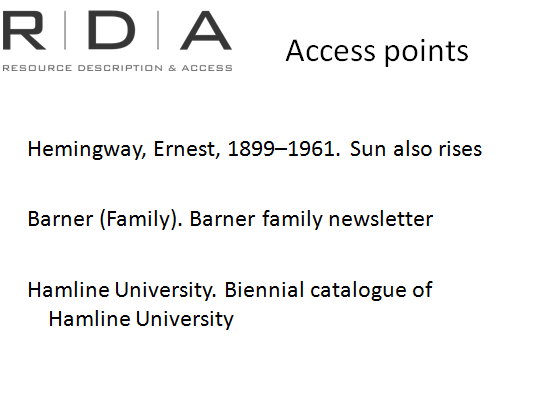 R|D|A
RESOURCE DESCRIPTION & ACCESS
Access points
Hemingway, Ernest, 1899–1961. Sun also rises
Barner (Family). Barner family newsletter
Hamline University. Biennial catalogue of
Hamline University